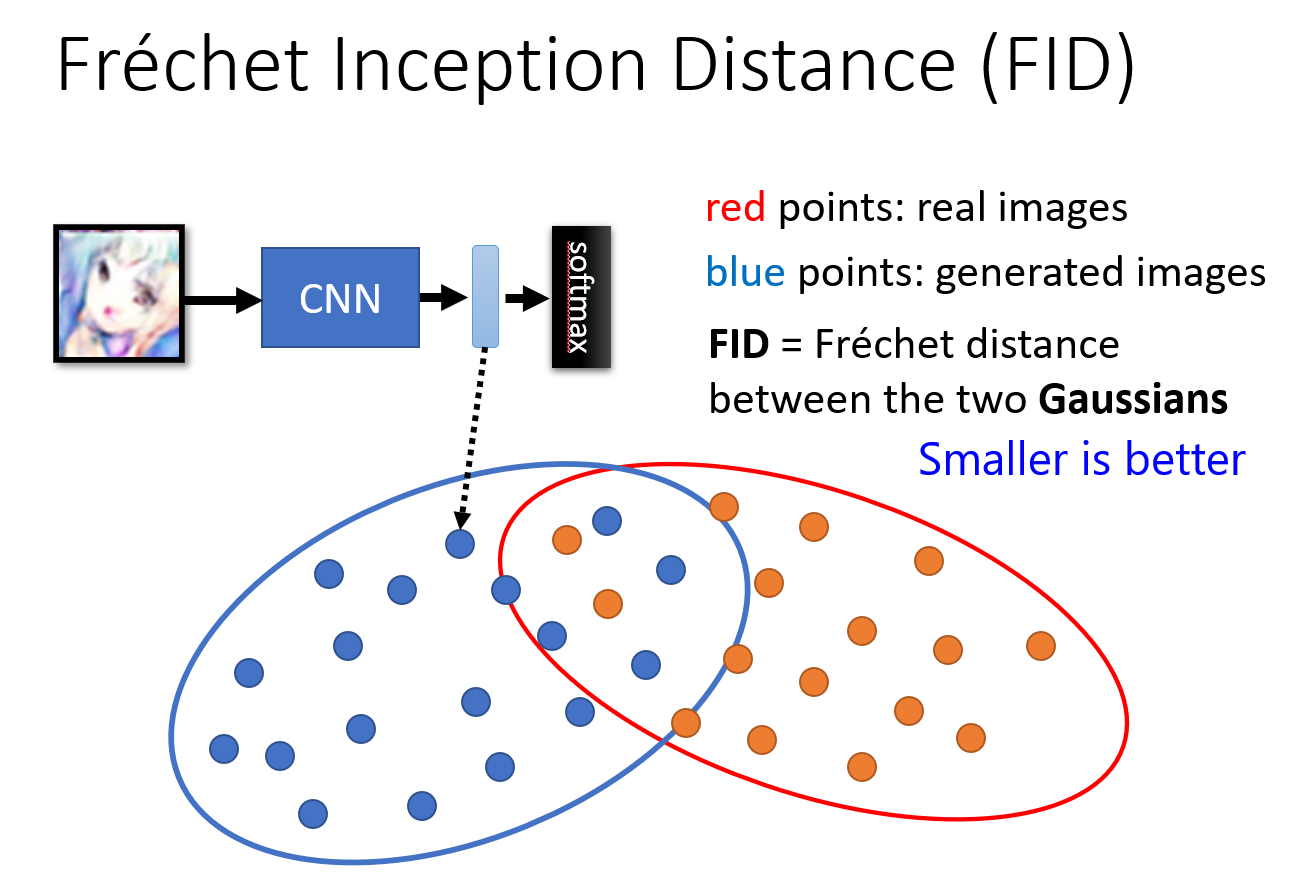 Fréchet Inception Distance (FID)
CNN
softmax
red points: real images
blue points: generated images
FID = Fréchet distance
between the two Gaussians
Smaller is better